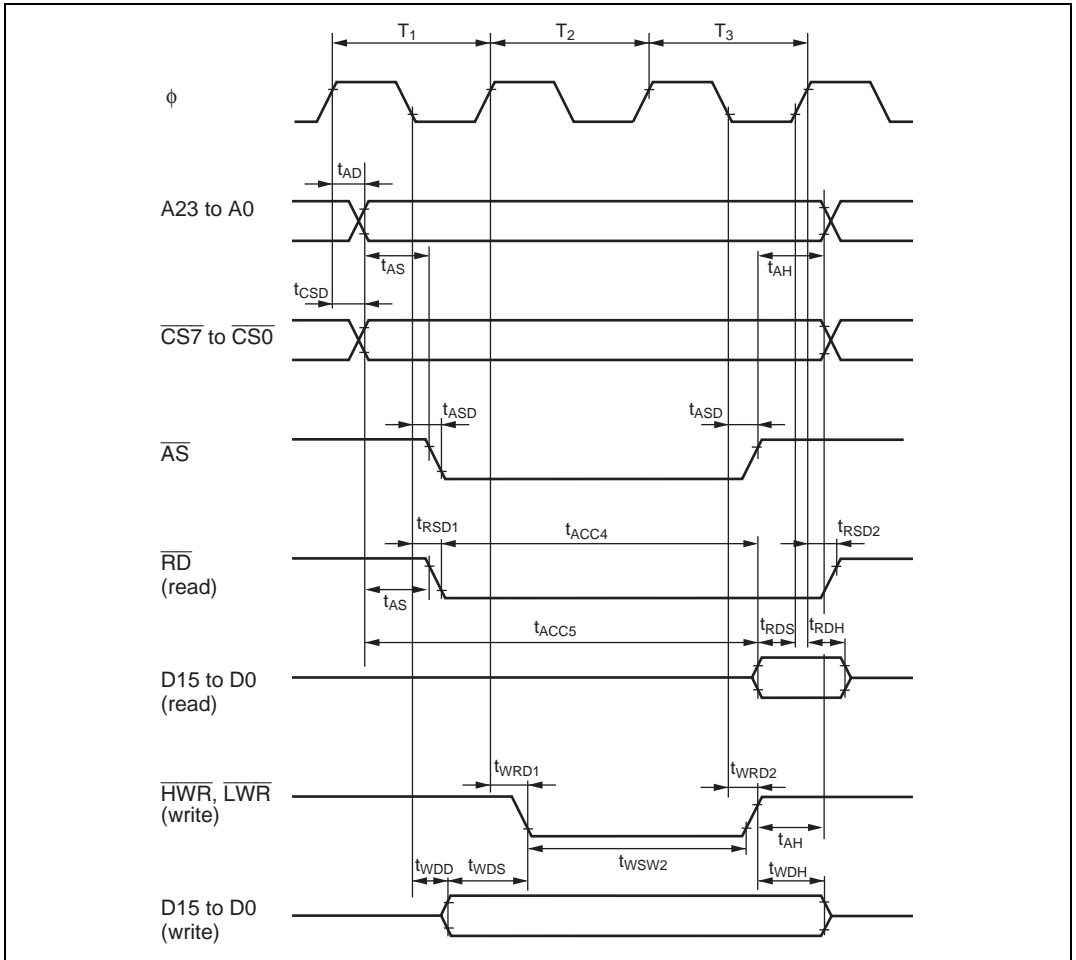 T1 T2 T3
φ
tAD
A23 to A0
tAS tAH
tCSD
CS7 to CS0
tASD tASD
AS
tRSD1 tACC4 tRSD2
RD
(read)
tAS
tACC5 tRDS tRDH
D15 to D0
(read)
tWRD1 tWRD2
HWR, LWR
(write)
tAH
tWDD tWDS tWSW2 tWDH
D15 to D0
(write)